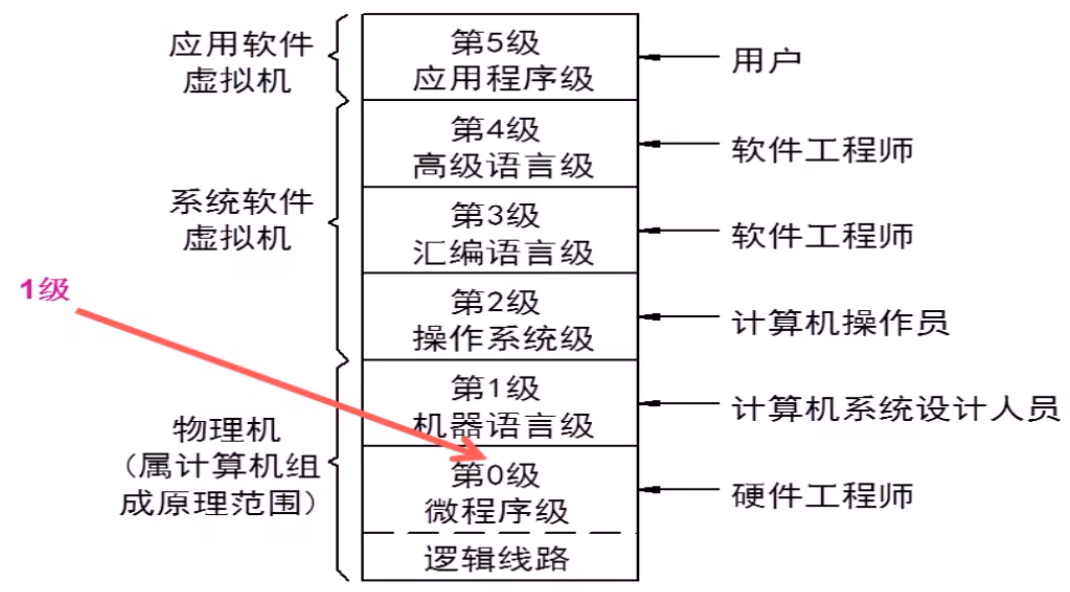 应用软件
虚拟机
第5级
应用程序级
用户
第4级
高级语言级
软件工程师
系统软件
虚拟机
第3级
汇编语言级
软件工程师
1级
第2级
操作系统级
计算机操作员
第1级
机器语言级
计算机系统设计人员
物理机
（属计算机组
成原理范围）
第0级
微程序级
硬件工程师
逻辑线路